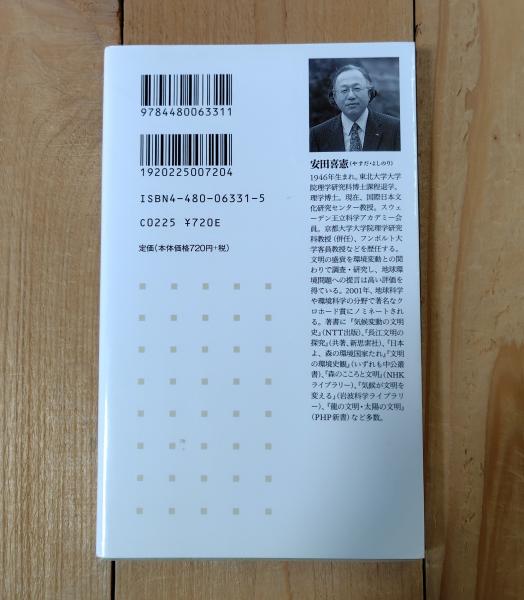 9784480063311
1920225007204
ISBN4-480-06331-5
C0225 ¥720E
定価(本体価格720円+税)
安田喜憲(やすだ・よしのり)
1946年生まれ。東北大学大学
院理学研究科博士課程退学。
理学博士。現在、国際日本文
化研究センター教授。スウェ
ーデン王立科学アカデミー会
員。京都大学大学院理学研究
科教授(併任)、フンボルト大
学客員教授などを歴任する。
文明の盛衰を環境変動との関
わりで調査・研究し、地球環
境問題への提言は高い評価を
得ている。2001年、地球科学
や環境科学の分野で著名なク
ロホード賞にノミネートされ
る。著書に『気候変動の文明
史』(NTT出版)、『長江文明の
探究』(共著、新思索社)、『日本
よ、森の環境国家たれ』『文明
の環境史観』(いずれも中公叢
書)、『森のこころと文明』(NHK
ライブラリー)、『気候が文明を
変える』(岩波科学ライブラリ
ー)、『龍の文明・太陽の文明』
(PHP新書)など多数。